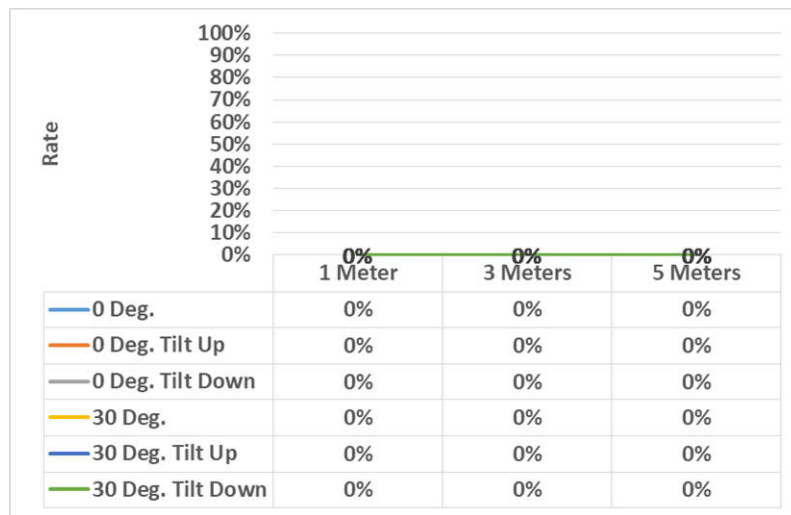 100%
90%
80%
70%
60%
50%
40%
30%
20%
10%
0%
Rate
0% 0% 0%
1 Meter 3 Meters 5 Meters
0 Deg. 0% 0% 0%
0 Deg. Tilt Up 0% 0% 0%
0 Deg. Tilt Down 0% 0% 0%
30 Deg. 0% 0% 0%
30 Deg. Tilt Up 0% 0% 0%
30 Deg. Tilt Down 0% 0% 0%